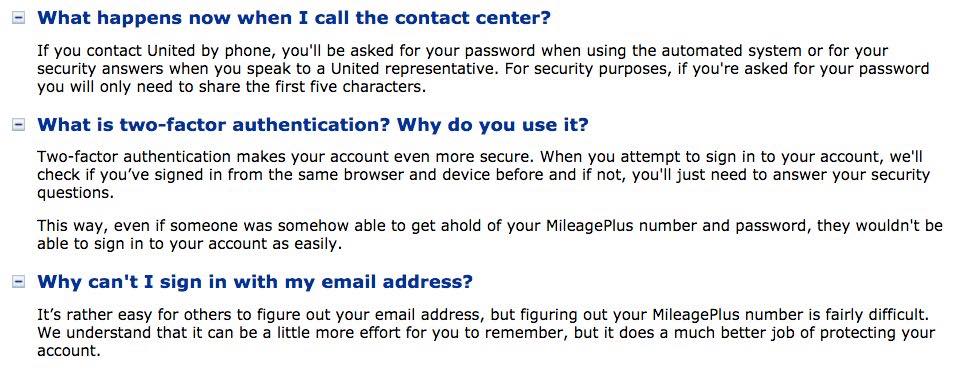 What happens now when I call the contact center?
If you contact United by phone, you'll be asked for your password when using the automated system or for your
security answers when you speak to a United representative. For security purposes, if you're asked for your password
you will only need to share the first five characters.
What is two-factor authentication? Why do you use it?
Two-factor authentication makes your account even more secure. When you attempt to sign in to your account, we'll
check if you’ve signed in from the same browser and device before and if not, you'll just need to answer your security
questions.
This way, even if someone was somehow able to get ahold of your MileagePlus number and password, they wouldn't be
able to sign in to your account as easily.
Why can't I sign in with my email address?
It’s rather easy for others to figure out your email address, but figuring out your MileagePlus number is fairly difficult.
We understand that it can be a little more effort for you to remember, but it does a much better job of protecting your
account.